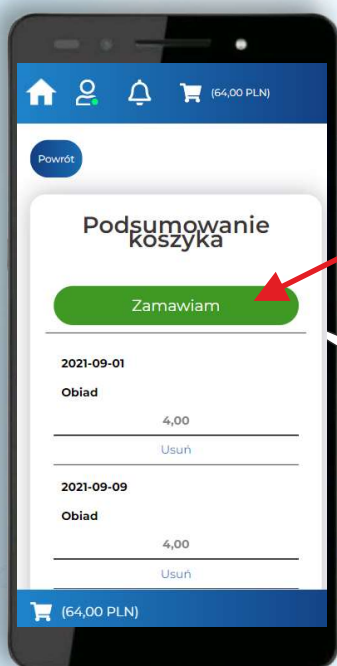 (64,00 PLN)
Powrót
Podsumowanie
koszyka
Zamawiam
2021-09-01
Obiad
4,00
Usuń
2021-09-09
Obiad
4,00
Usuń
(64,00 PLN)